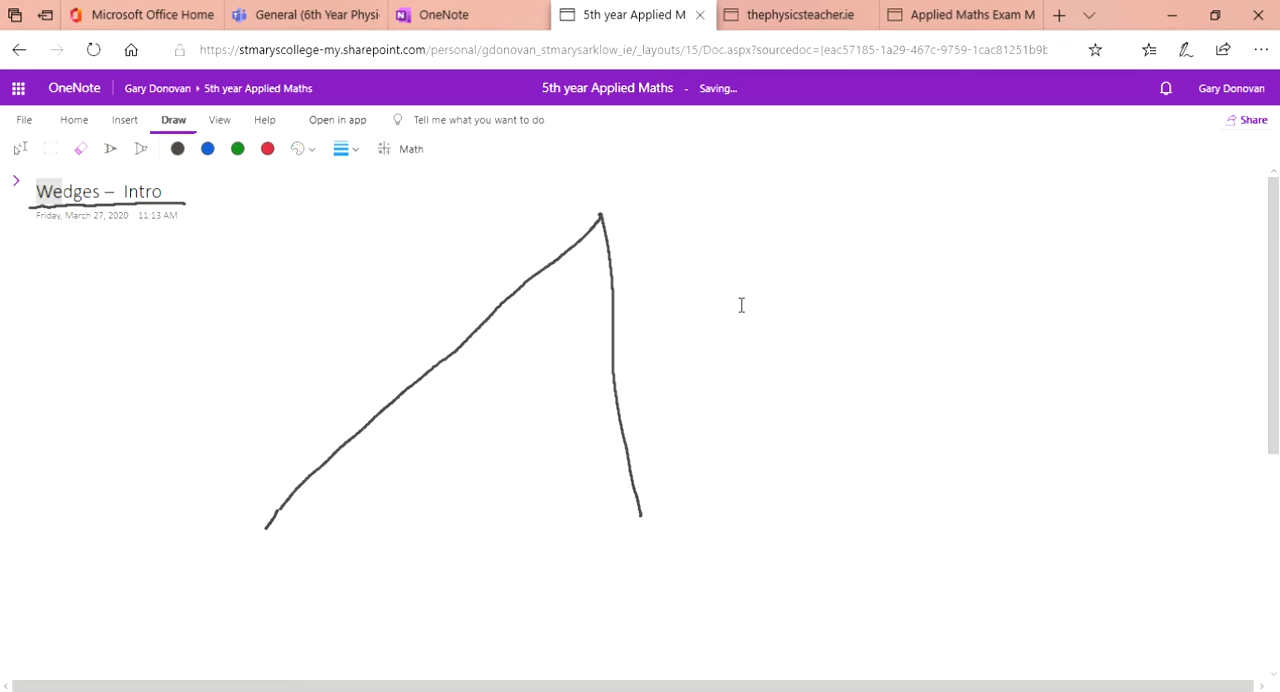 Microsoft Office Home
General (6th Year Physi
OneNote
5th year Applied M
thephysicsteacher.ie
Applied Maths Exam M
https://stmaryscollege-my.sharepoint.com/personal/gdonovan_stmarysarklow_ie/_layouts/15/Doc.aspx?sourcedoc={eac57185-1a29-467c-9759-1cac81251b9b
OneNote
Gary Donovan › 5th year Applied Maths
5th year Applied Maths - Saving...
Gary Donovan
File Home Insert Draw View Help Open in app Tell me what you want to do
Share
Math
Wedges – Intro
Friday, March 27, 2020 11:13 AM